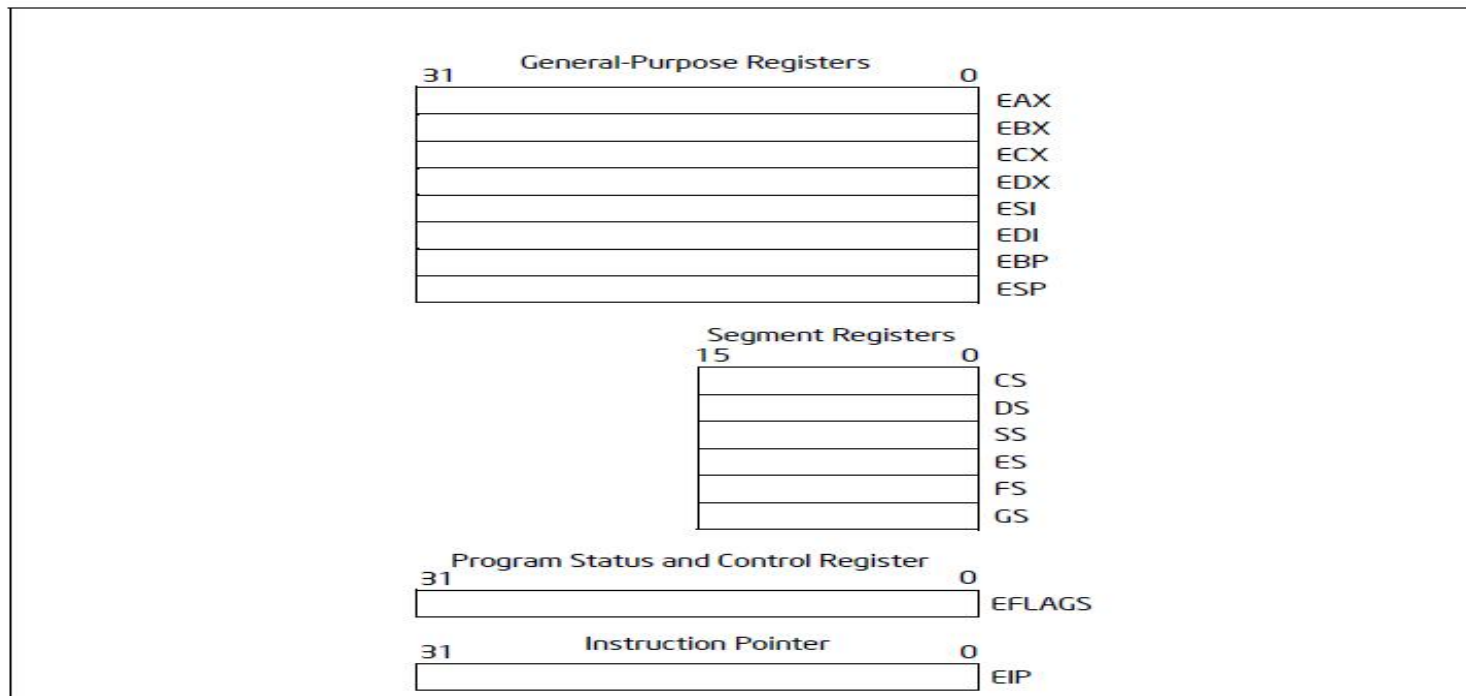 General-Purpose Registers
31 0
EAX
EBX
ECX
EDX
ESI
EDI
EBP
ESP
Segment Registers
15 0
CS
DS
SS
ES
FS
GS
Program Status and Control Register
31 0
EFLAGS
Instruction Pointer
31 0
EIP